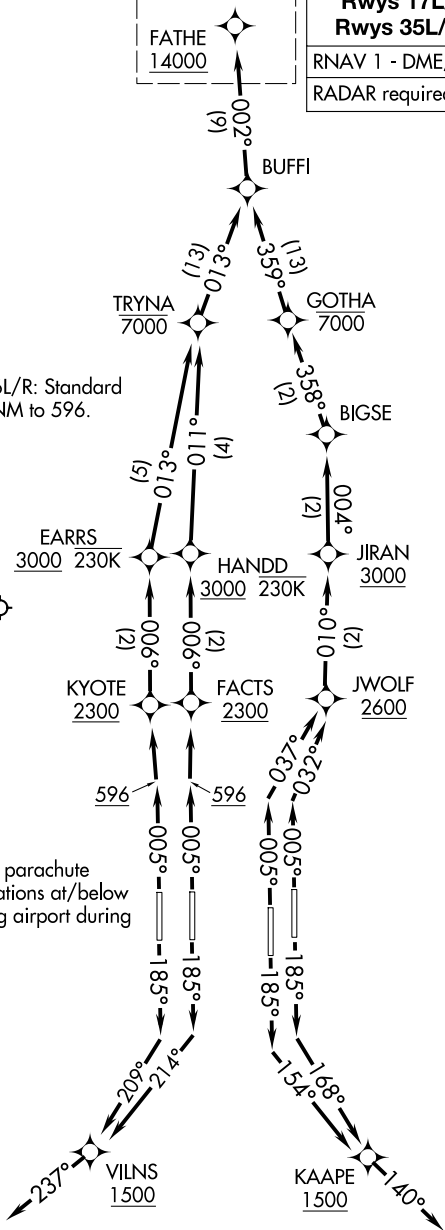 FATHE
14000
Rwys 17L
Rwys 35L/
RNAV 1 - DME
RADAR required
002°
(9)
BUFFI
(13)
013°
(13)
359°
TRYNA
7000
GOTHA
7000
L/R: Standard
NM to 596.
358°
(2)
BIGSE
013°
(5)
011°
(4)
004°
(2)
EARRS
3000 230K
HANDD
3000 230K
JIRAN
3000
006°
(2)
006°
(2)
010°
(2)
KYOTE
2300
FACTS
2300
JWOLF
2600
037°
032°
596
596
005°
005°
005°
005°
parachute
ations at/below
g airport during
185°
185°
185°
185°
209°
214°
154°
168°
237°
VILNS
1500
KAAPE
1500
140°